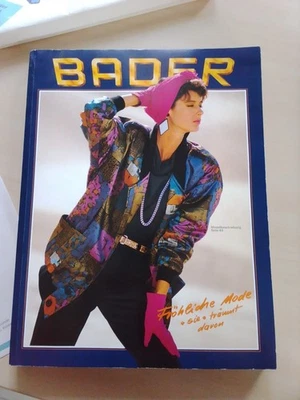 BADER
Fröhliche Mode
"sie" träumt
davon